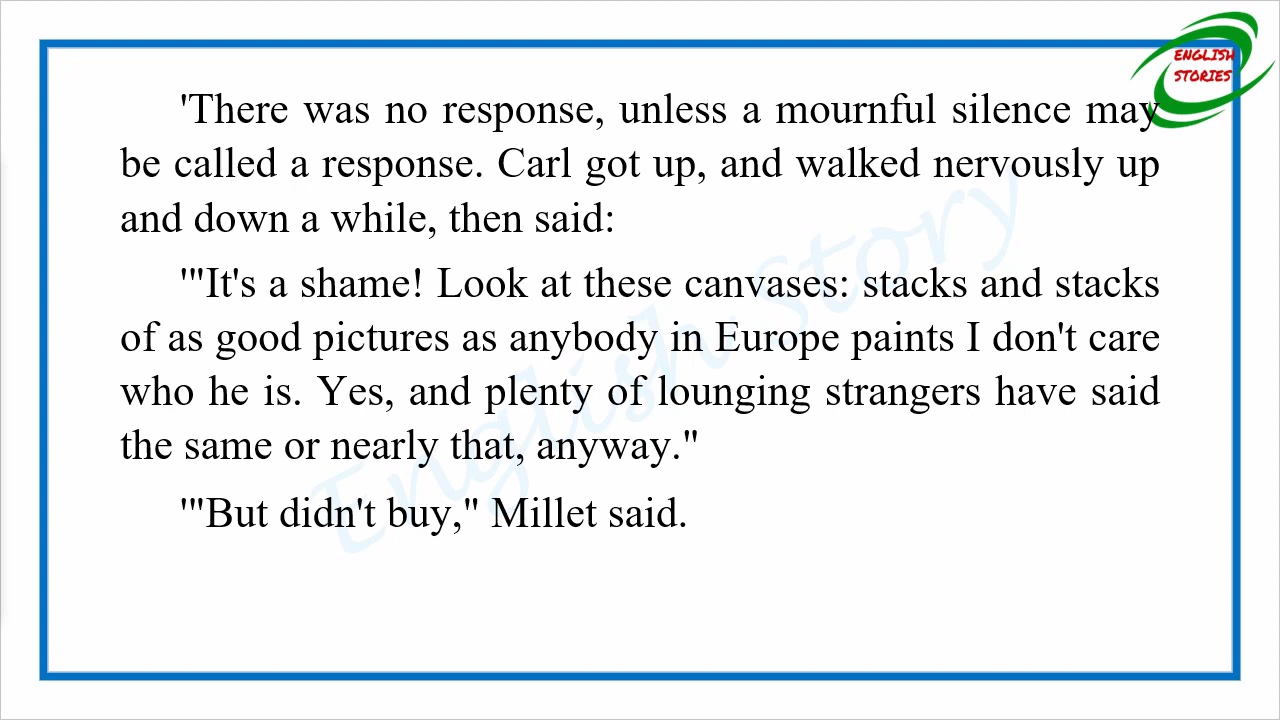 ENGLISH
STORIES
'There was no response, unless a mournful silence may
be called a response. Carl got up, and walked nervously up
and down a while, then said:
'"It's a shame! Look at these canvases: stacks and stacks
of as good pictures as anybody in Europe paints I don't care
who he is. Yes, and plenty of lounging strangers have said
the same or nearly that, anyway."
'"But didn't buy," Millet said.
English Story